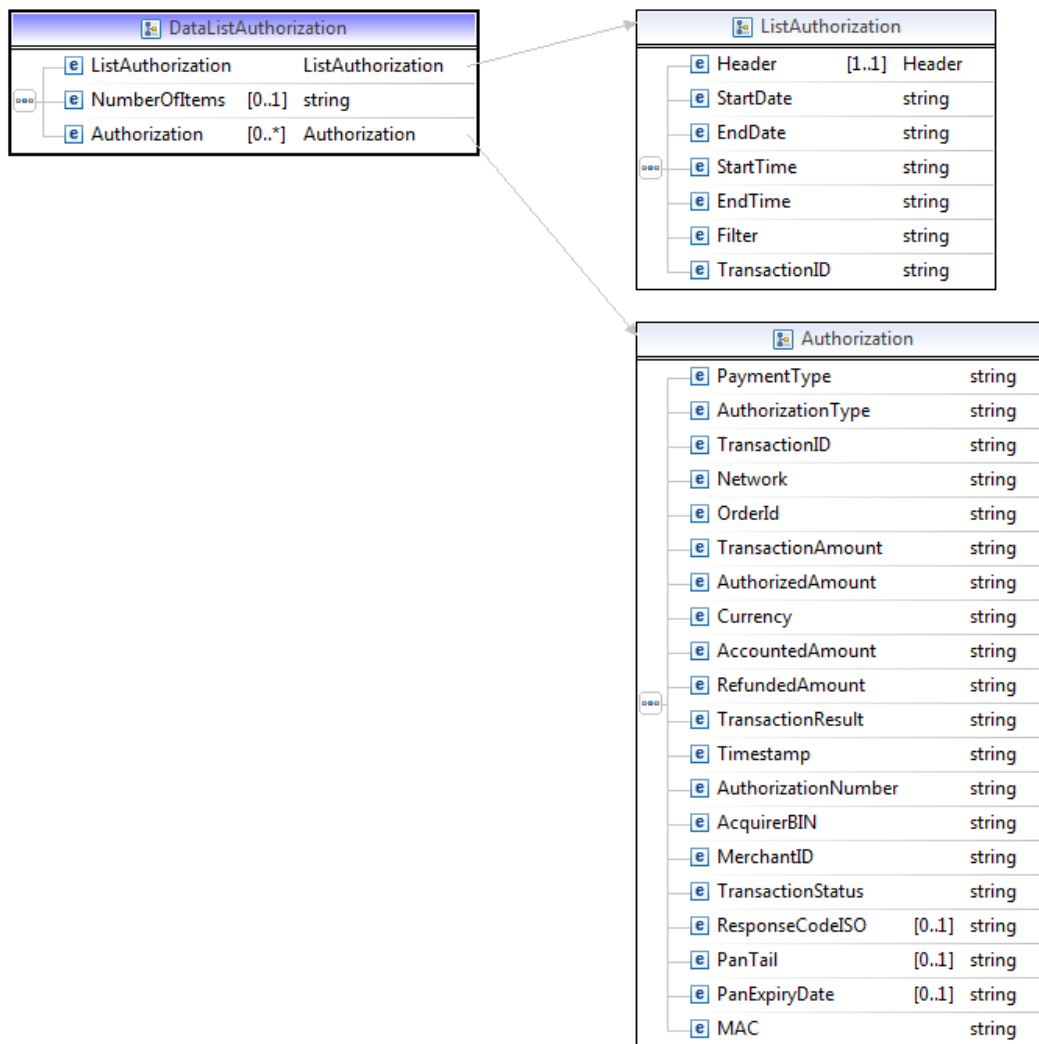 DataListAuthorization
ListAuthorization ListAuthorization
NumberOfItems [0..1] string
Authorization [0..*] Authorization
ListAuthorization
Header [1..1] Header
StartDate string
EndDate string
StartTime string
EndTime string
Filter string
TransactionID string
Authorization
PaymentType string
AuthorizationType string
TransactionID string
Network string
OrderId string
TransactionAmount string
AuthorizedAmount string
Currency string
AccountedAmount string
RefundedAmount string
TransactionResult string
Timestamp string
AuthorizationNumber string
AcquirerBIN string
MerchantID string
TransactionStatus string
ResponseCodeISO [0..1] string
PanTail [0..1] string
PanExpiryDate [0..1] string
MAC string